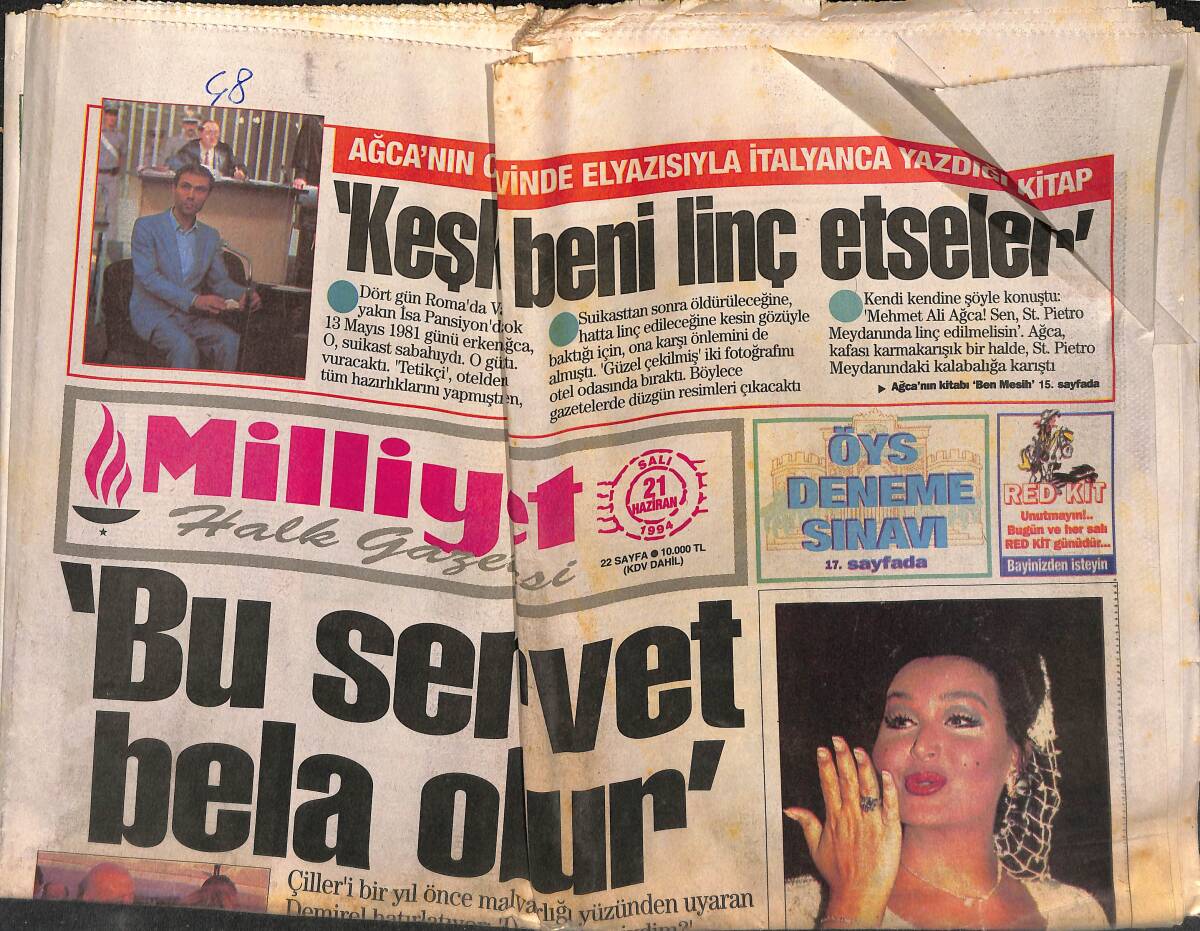 48
AĞCA'NIN VİNDE ELYAZISIYLA İTALYANCA YAZDIĞI KİTAP
'Keşk beni linç etseler'
Dört gün Roma'da
yakın İsa Pansiyon'd
13 Mayıs 1981 günü erken
O, suikast sabahıydı. O gü
vuracaktı. 'Tetikçi', otelden
tüm hazırlıklarını yapmıştı
Suikasttan sonra öldürüleceğine,
hatta linç edileceğine kesin gözüyle
baktığı için, ona karşı önlemini de
almıştı. 'Güzel çekilmiş' iki fotoğrafını
otel odasında bıraktı. Böylece
gazetelerde düzgün resimleri çıkacaktı
Kendi kendine şöyle konuştu:
'Mehmet Ali Ağca! Sen, St. Pietro
Meydanında linç edilmelisin'. Ağca,
kafası karmakarışık bir halde, St. Pietro
Meydanındaki kalabalığa karıştı
Ağca'nın kitabı 'Ben Mesih' 15. sayfada
Milliyet
Halk Gazetesi
SALI
21
HAZİRAN
1994
22 SAYFA ● 10.000 TL
(KDV DAHİL)
ÖYS
DENEME
SINAVI
17. sayfada
RED KİT
Unutmayın!..
Bugün ve her salı
RED KİT günüdür...
Bayinizden isteyin
'Bu servet
bela olur'
Çiller'i bir yıl önce malvarlığı yüzünden uyaran
Demirel hatırlatıyor: